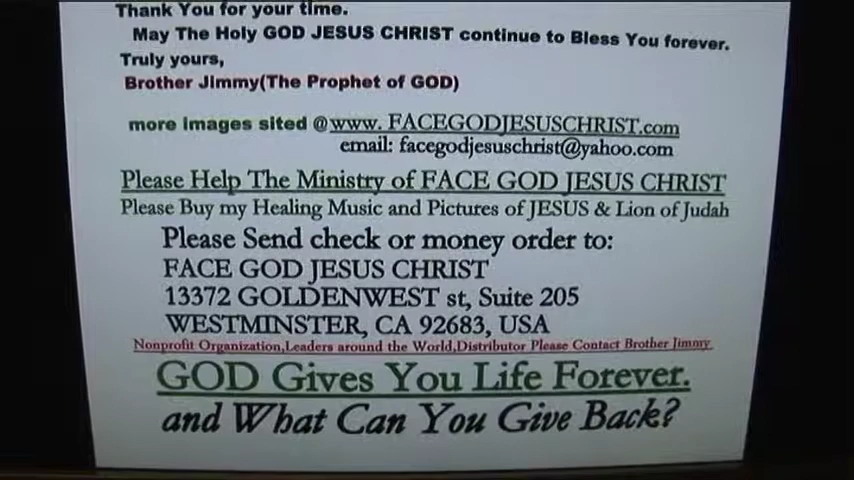 Thank You for your time.
May The Holy GOD JESUS CHRIST continue to Bless You forever.
Truly yours,
Brother Jimmy(The Prophet of GOD)
more images sited @www. FACEGODJESUSCHRIST.com
email: facegodjesuschrist@yahoo.com
Please Help The Ministry of FACE GOD JESUS CHRIST
Please Buy my Healing Music and Pictures of JESUS & Lion of Judah
Please Send check or money order to:
FACE GOD JESUS CHRIST
13372 GOLDENWEST st, Suite 205
WESTMINSTER, CA 92683, USA
Nonprofit Organization,Leaders around the World,Distributor Please Contact Brother Jimmy.
GOD Gives You Life Forever.
and What Can You Give Back?